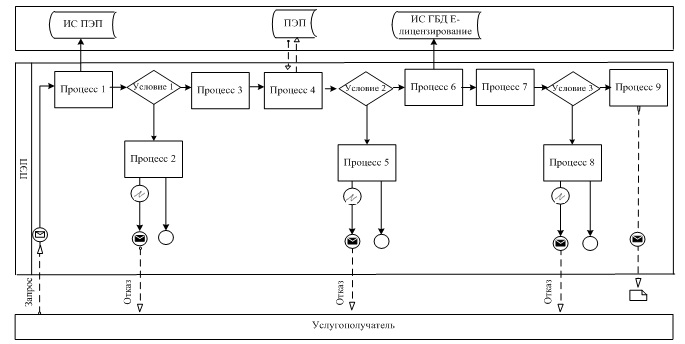 ИС ПЭП
ПЭП
ИС ГБД Е-
лицензирование
Процесс 1
Условие 1
Процесс 3
Процесс 4
Условие 2
Процесс 6
Процесс 7
Условие 3
Процесс 9
Процесс 2
Процесс 5
Процесс 8
ПЭП
Запрос
Отказ
Отказ
Отказ
Услугополучатель